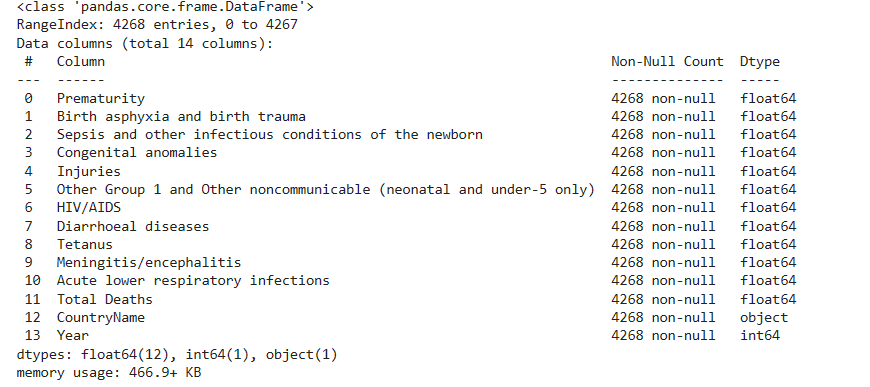 <class 'pandas.core.frame.DataFrame'>
RangeIndex: 4268 entries, 0 to 4267
Data columns (total 14 columns):
 #   Column                                                              Non-Null Count  Dtype
---  ------                                                              --------------  -----
 0   Prematurity                                                         4268 non-null   float64
 1   Birth asphyxia and birth trauma                                     4268 non-null   float64
 2   Sepsis and other infectious conditions of the newborn               4268 non-null   float64
 3   Congenital anomalies                                                4268 non-null   float64
 4   Injuries                                                            4268 non-null   float64
 5   Other Group 1 and Other noncommunicable (neonatal and under-5 only)  4268 non-null   float64
 6   HIV/AIDS                                                            4268 non-null   float64
 7   Diarrhoeal diseases                                                 4268 non-null   float64
 8   Tetanus                                                             4268 non-null   float64
 9   Meningitis/encephalitis                                             4268 non-null   float64
 10  Acute lower respiratory infections                                  4268 non-null   float64
 11  Total Deaths                                                        4268 non-null   float64
 12  CountryName                                                         4268 non-null   object
 13  Year                                                                4268 non-null   int64
dtypes: float64(12), int64(1), object(1)
memory usage: 466.9+ KB